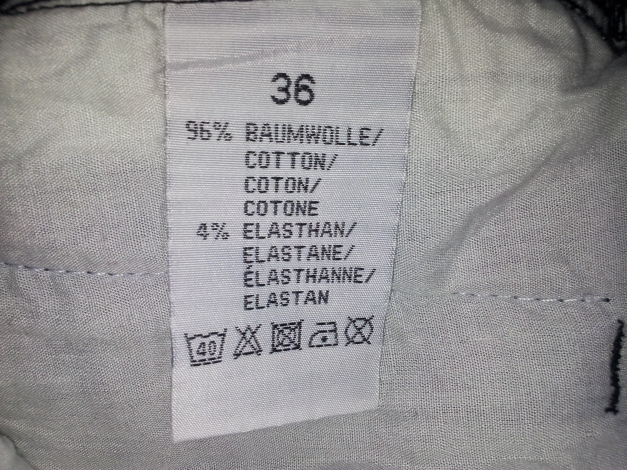 36
96% BAUMWOLLE/
COTTON/
COTON/
COTONE
4% ELASTHAN/
ELASTANE/
ÉLASTHANNE/
ELASTAN
40